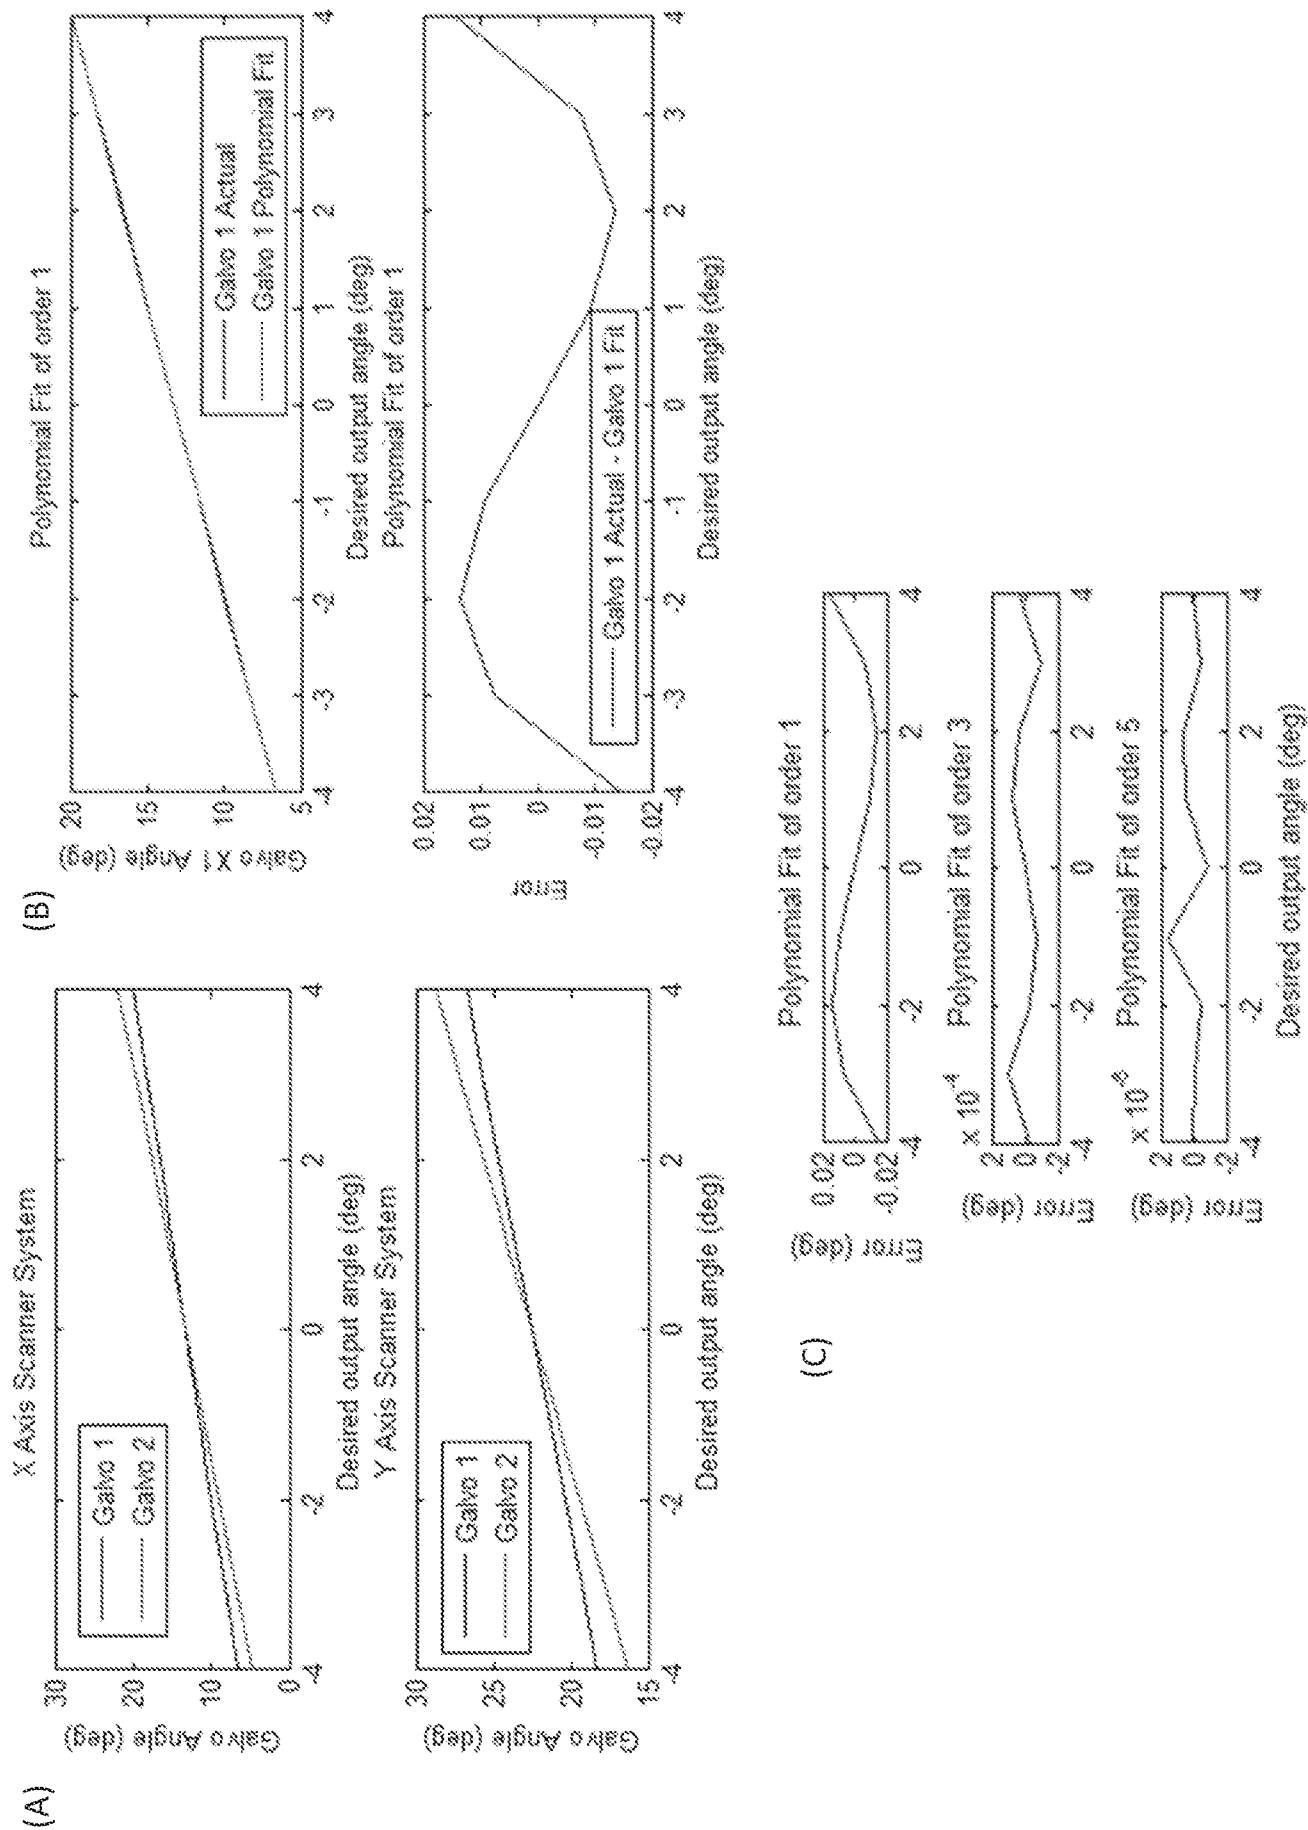 (A)
X Axis Scanner System
Galvo Angle (deg)
30
20
10
0
Galvo 1
Galvo 2
-4
-2
0
2
4
Desired output angle (deg)
Y Axis Scanner System
Galvo Angle (deg)
30
25
20
15
Galvo 1
Galvo 2
-4
-2
0
2
4
Desired output angle (deg)
(B)
Polynomial Fit of order 1
Galvo X1 Angle (deg)
20
15
10
5
Galvo 1 Actual
Galvo 1 Polynomial Fit
-4
-3
-2
-1
0
1
2
3
4
Desired output angle (deg)
Polynomial Fit of order 1
Error
0.02
0.01
0
-0.01
-0.02
Galvo 1 Actual - Galvo 1 Fit
-4
-3
-2
-1
0
1
2
3
4
Desired output angle (deg)
(C)
Polynomial Fit of order 1
Error (deg)
0.02
0
-0.02
-4
-2
0
2
4
x 10-4
Polynomial Fit of order 3
Error (deg)
2
0
-2
-4
-2
0
2
4
Polynomial Fit of order 5
Error (deg)
2
0
-2
-4
-2
0
2
4
Desired output angle (deg)